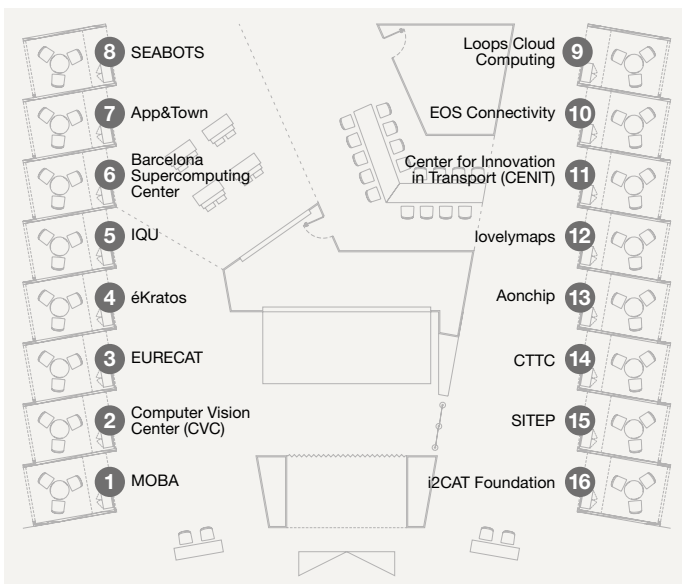 8 SEABOTS
7 App&Town
6 Barcelona
Supercomputing
Center
5 IQU
4 éKratos
3 EURECAT
2 Computer Vision
Center (CVC)
1 MOBA
Loops Cloud 9
Computing
EOS Connectivity 10
Center for Innovation
in Transport (CENIT) 11
lovelymaps 12
Aonchip 13
CTTC 14
SITEP 15
i2CAT Foundation 16